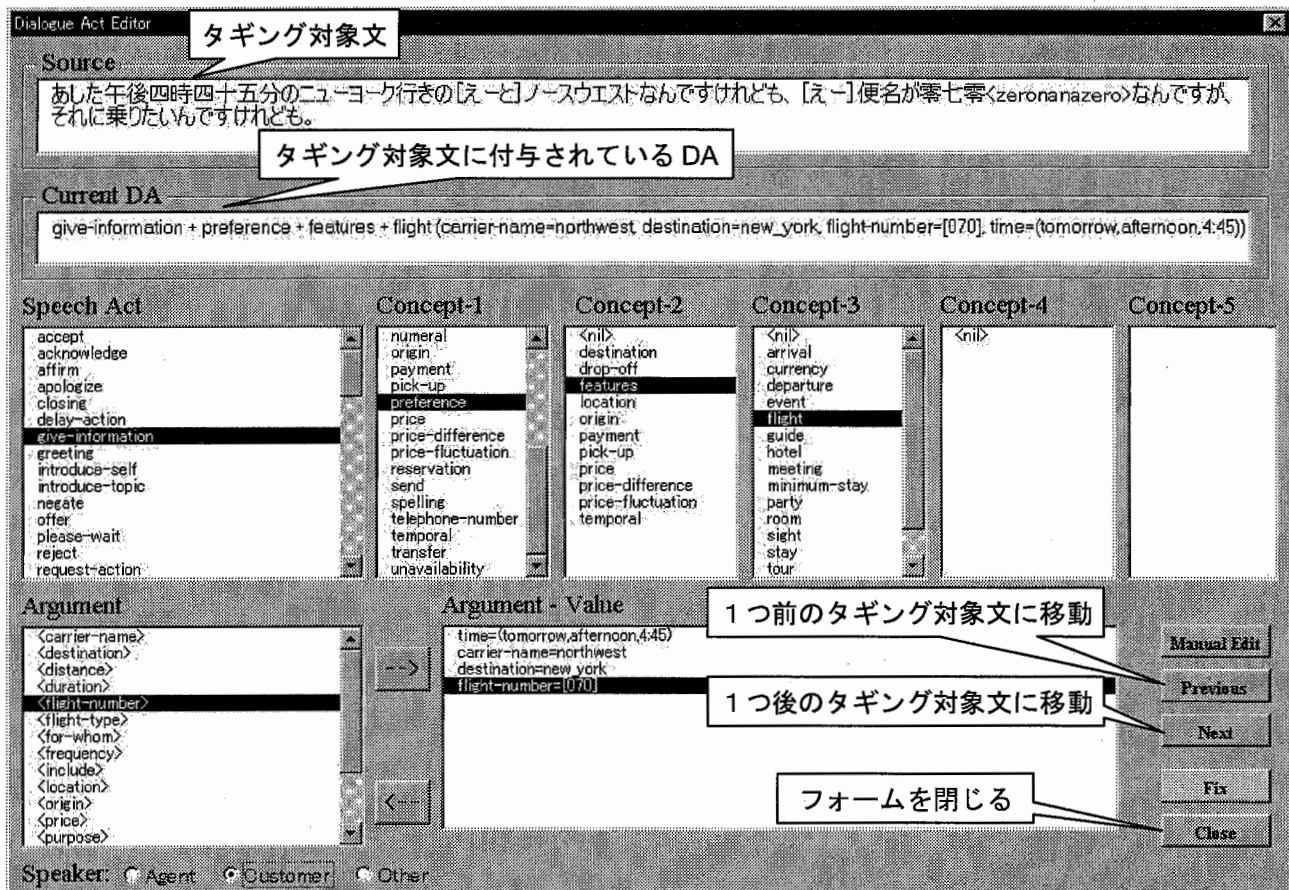 Dialogue Act Editor
タギング対象文
Source
あした午後四時四十五分のニューヨーク行きの[えーと]ノースウエストなんですけれども、[えー]便名が零七零<zeronanazero>なんですが、
それに乗りたいんですけれども。
タギング対象文に付与されている DA
Current DA
give-information + preference + features + flight (carrier-name=northwest, destination=new_york, flight-number=[070], time=(tomorrow,afternoon,4:45))
Speech Act
accept
acknowledge
affirm
apologize
closing
delay-action
give-information
greeting
introduce-self
introduce-topic
negate
offer
please-wait
reject
request-action
Concept-1
numeral
origin
payment
pick-up
preference
price
price-difference
price-fluctuation
reservation
send
spelling
telephone-number
temporal
transfer
unavailability
Concept-2
<nil>
destination
drop-off
features
location
origin
payment
pick-up
price
price-difference
price-fluctuation
temporal
Concept-3
<nil>
arrival
currency
departure
event
flight
guide
hotel
meeting
minimum-stay
party
room
sight
stay
tour
Concept-4
<nil>
Concept-5
Argument
<carrier-name>
<destination>
<distance>
<duration>
<flight-number>
<flight-type>
<for-whom>
<frequency>
<include>
<location>
<origin>
<price>
<purpose>
-->
<--
Argument - Value
time=(tomorrow,afternoon,4:45)
carrier-name=northwest
destination=new_york
flight-number=[070]
１つ前のタギング対象文に移動
１つ後のタギング対象文に移動
フォームを閉じる
Manual Edit
Previous
Next
Fix
Close
Speaker: Agent Customer Other